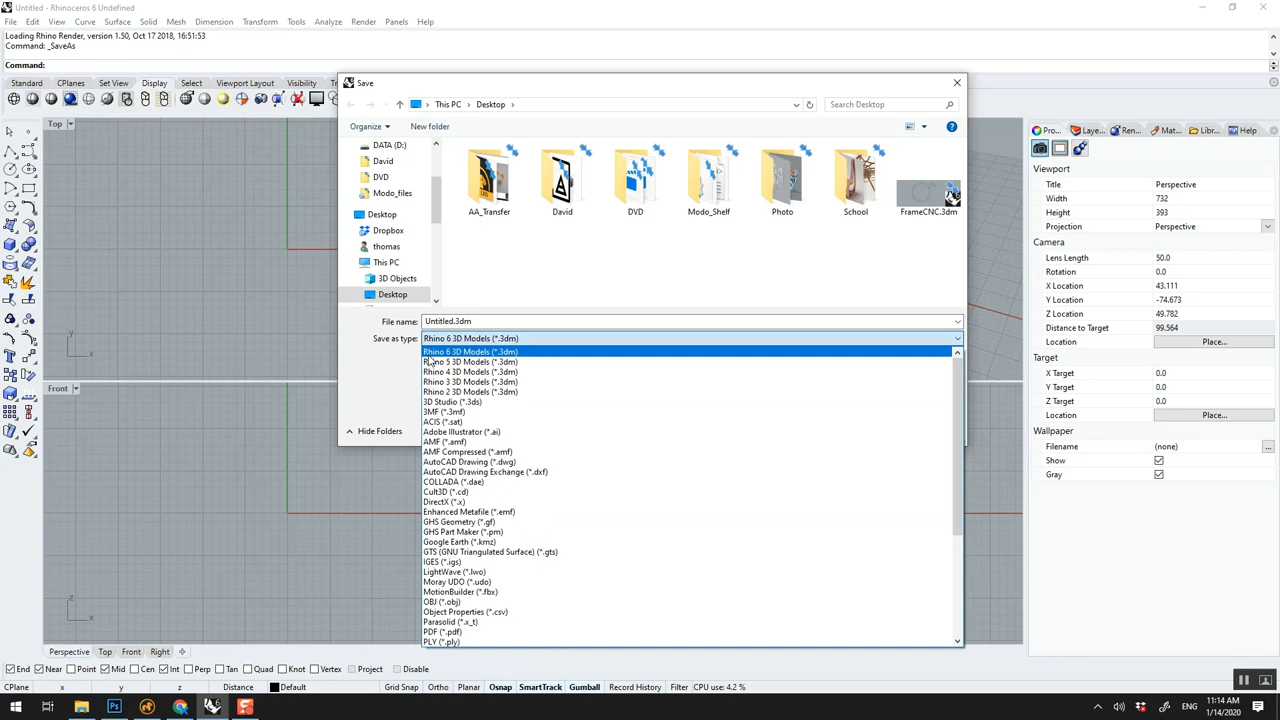 Untitled - Rhinoceros 6 Undefined
File Edit View Curve Surface Solid Mesh Dimension Transform Tools Analyze Render Panels Help
Loading Rhino Render, version 1.50, Oct 17 2018, 16:51:53
Command: _SaveAs
Command:
Standard CPlanes Set View Display Select Viewport Layout Visibility
Save
This PC > Desktop >
Search Desktop
Organize New folder
DATA (D:)
David
DVD
Modo_files
Desktop
Dropbox
thomas
This PC
3D Objects
Desktop
AA_Transfer David DVD Modo_Shelf Photo School FrameCNC.3dm
File name: Untitled.3dm
Save as type: Rhino 6 3D Models (*.3dm)
Rhino 6 3D Models (*.3dm)
Rhino 5 3D Models (*.3dm)
Rhino 4 3D Models (*.3dm)
Rhino 3 3D Models (*.3dm)
Rhino 2 3D Models (*.3dm)
3D Studio (*.3ds)
3MF (*.3mf)
ACIS (*.sat)
Adobe Illustrator (*.ai)
AMF (*.amf)
AMF Compressed (*.amf)
AutoCAD Drawing (*.dwg)
AutoCAD Drawing Exchange (*.dxf)
COLLADA (*.dae)
Cult3D (*.cd)
DirectX (*.x)
Enhanced Metafile (*.emf)
GHS Geometry (*.gf)
GHS Part Maker (*.pm)
Google Earth (*.kmz)
GTS (GNU Triangulated Surface) (*.gts)
IGES (*.igs)
LightWave (*.lwo)
Moray UDO (*.udo)
MotionBuilder (*.fbx)
OBJ (*.obj)
Object Properties (*.csv)
Parasolid (*.x_t)
PDF (*.pdf)
PLY (*.ply)
Hide Folders
Top
y
x
Front
z
x
Pro... Laye... Ren... Mat... Libr... Help
Viewport
Title Perspective
Width 732
Height 393
Projection Perspective
Camera
Lens Length 50.0
Rotation 0.0
X Location 43.111
Y Location -74.673
Z Location 49.782
Distance to Target 99.564
Location Place...
Target
X Target 0.0
Y Target 0.0
Z Target 0.0
Location Place...
Wallpaper
Filename (none) ...
Show
Gray
Perspective Top Front Right
End Near Point Mid Cen Int Perp Tan Quad Knot Vertex Project Disable
CPlane x y z Distance Default Grid Snap Ortho Planar Osnap SmartTrack Gumball Record History Filter CPU use: 4.2 %
11:14 AM
1/14/2020